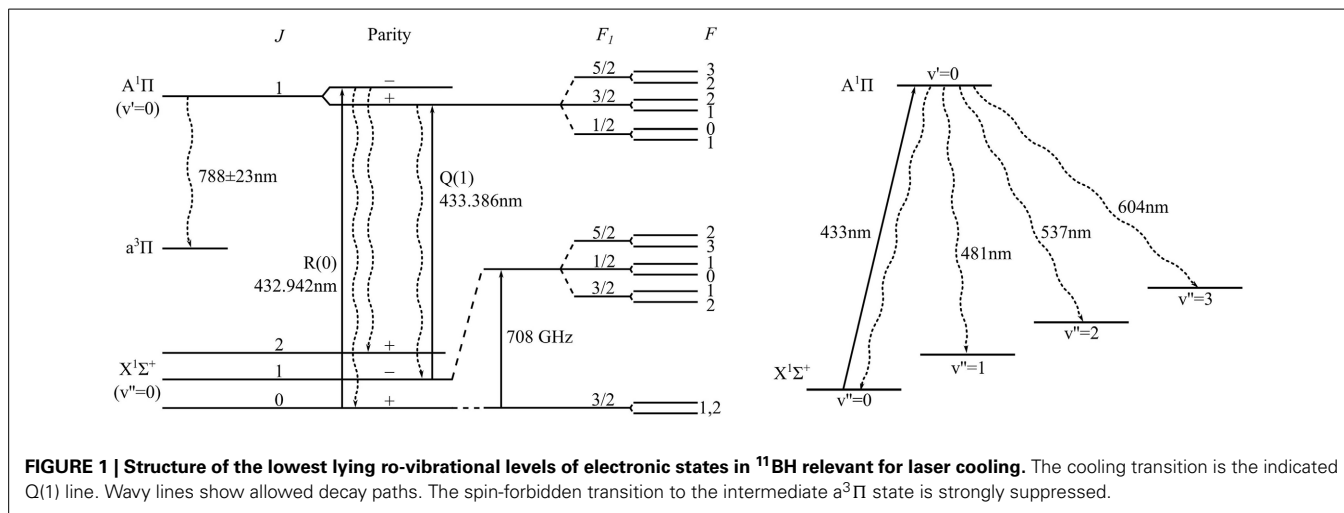 J Parity F₁ F
A¹Π
(v'=0)
1
−
+
5/2
3/2
1/2
3
2
2
1
0
1
788±23nm
a³Π
Q(1)
433.386nm
R(0)
432.942nm
5/2
1/2
3/2
2
3
1
0
1
2
708 GHz
2 +
X¹Σ⁺
(v''=0)
1 −
0 +
3/2
1,2
v'=0
A¹Π
433nm
481nm
537nm
604nm
v''=3
v''=2
v''=1
X¹Σ⁺
v''=0
FIGURE 1 | Structure of the lowest lying ro-vibrational levels of electronic states in ¹¹BH relevant for laser cooling. The cooling transition is the indicated
Q(1) line. Wavy lines show allowed decay paths. The spin-forbidden transition to the intermediate a³Π state is strongly suppressed.